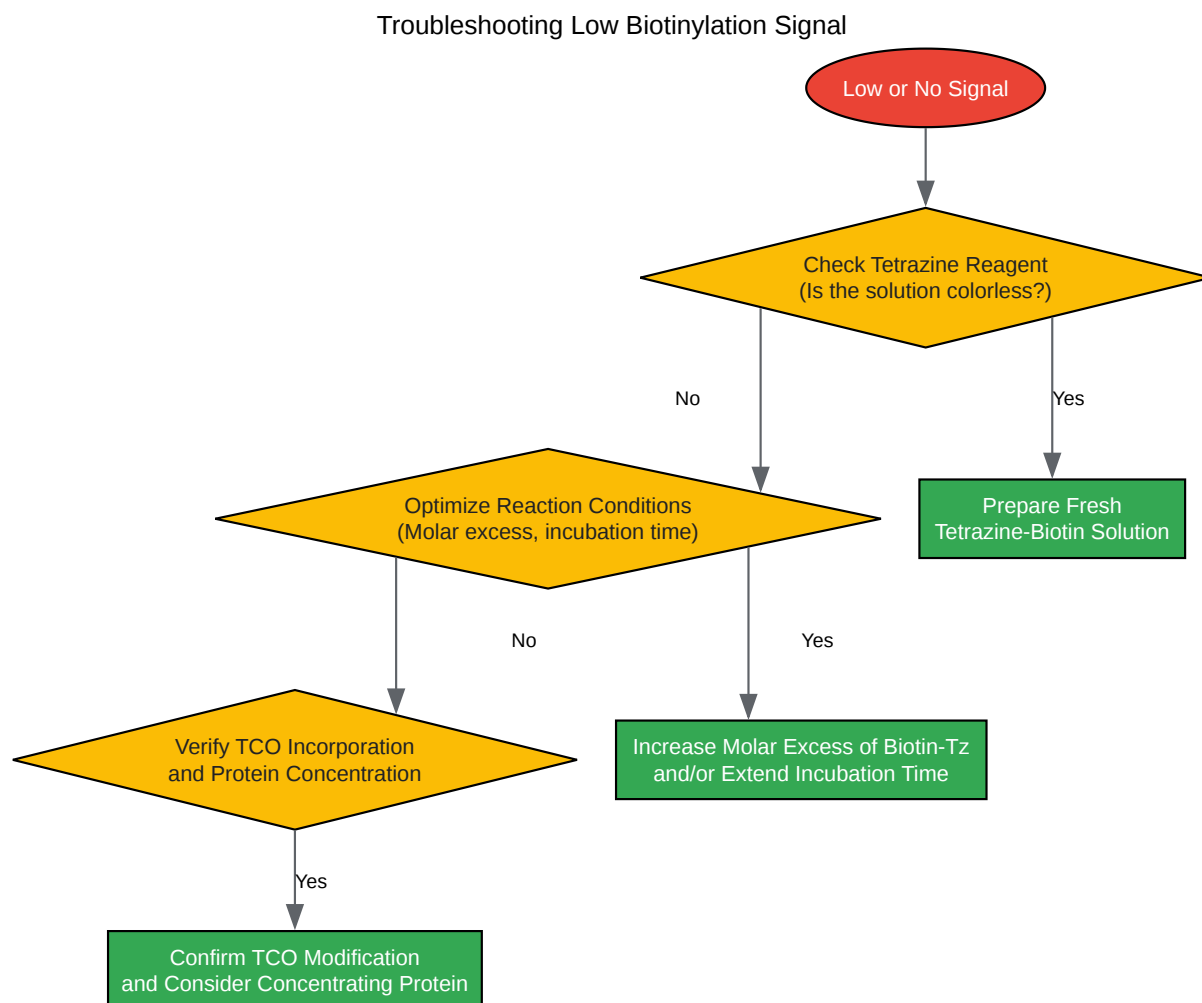 Troubleshooting Low Biotinylation Signal
Low or No Signal
Check Tetrazine Reagent
(Is the solution colorless?)
No
Yes
Optimize Reaction Conditions
(Molar excess, incubation time)
Prepare Fresh
Tetrazine-Biotin Solution
No
Yes
Verify TCO Incorporation
and Protein Concentration
Increase Molar Excess of Biotin-Tz
and/or Extend Incubation Time
Yes
Confirm TCO Modification
and Consider Concentrating Protein